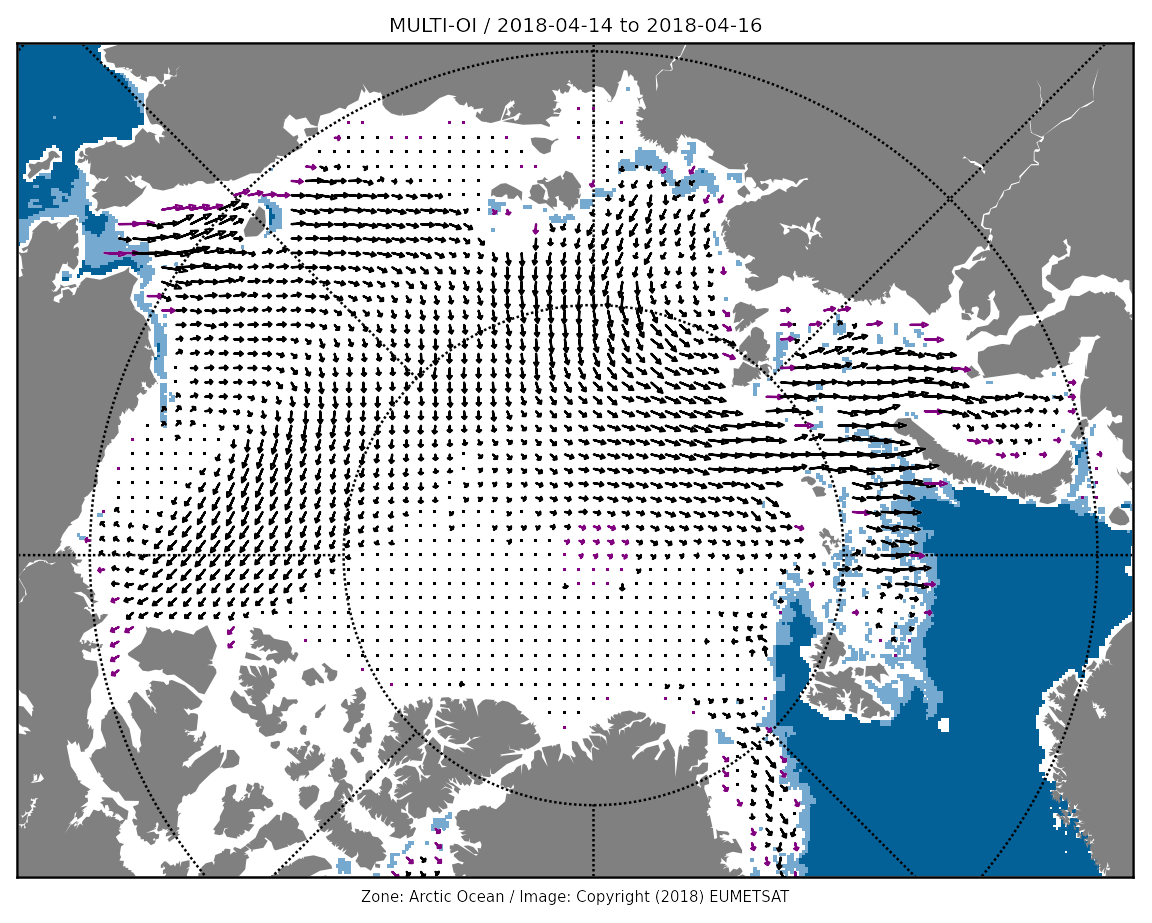 MULTI-OI / 2018-04-14 to 2018-04-16
Zone: Arctic Ocean / Image: Copyright (2018) EUMETSAT